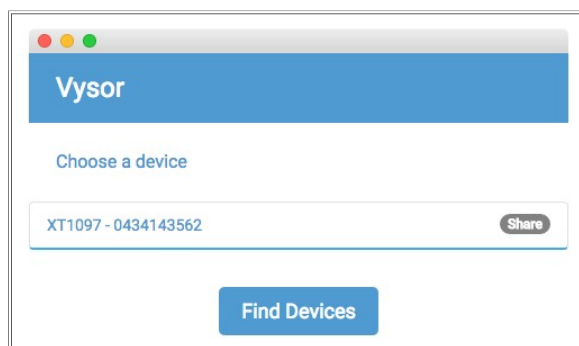 Vysor
Choose a device
XT1097 - 0434143562
Share
Find Devices